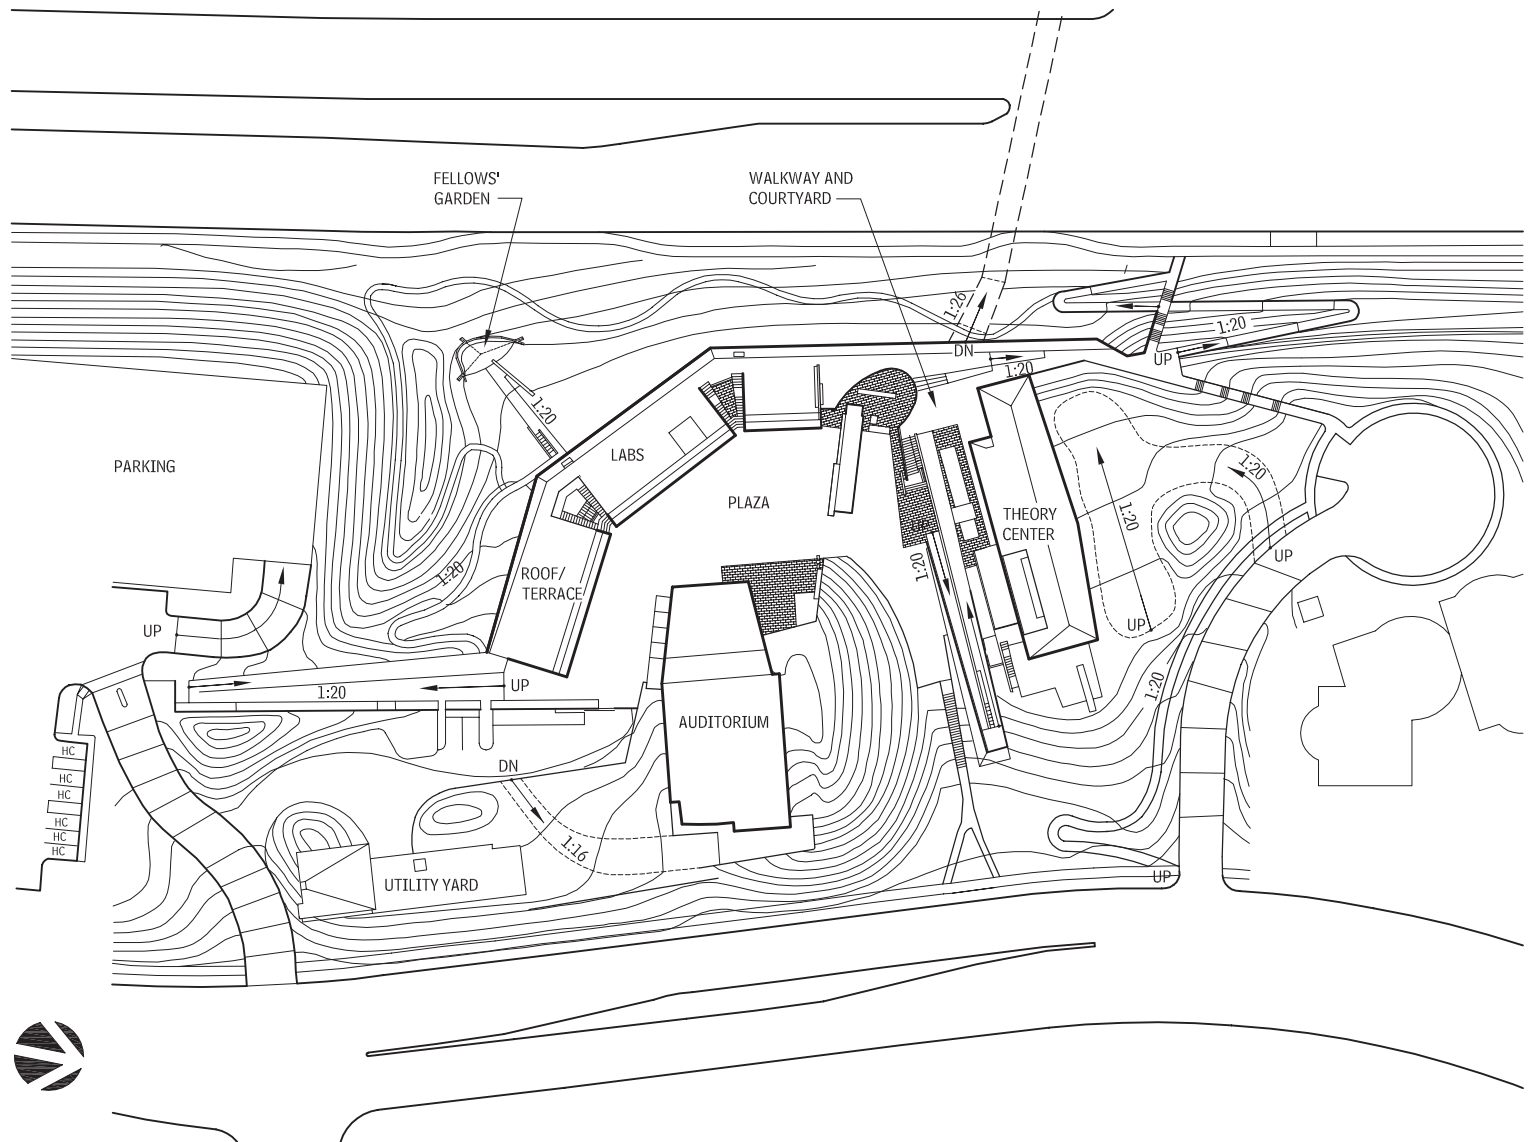 FELLOWS'
GARDEN
WALKWAY AND
COURTYARD
1:26
1:20
DN
1:20
UP
1:20
LABS
PARKING
PLAZA
1:20
THEORY
CENTER
1:20
1:20
UP
1:20
ROOF/
TERRACE
UP
UP
1:20
UP
1:20
AUDITORIUM
HC
HC
HC
HC
HC
HC
DN
1:16
UTILITY YARD
UP